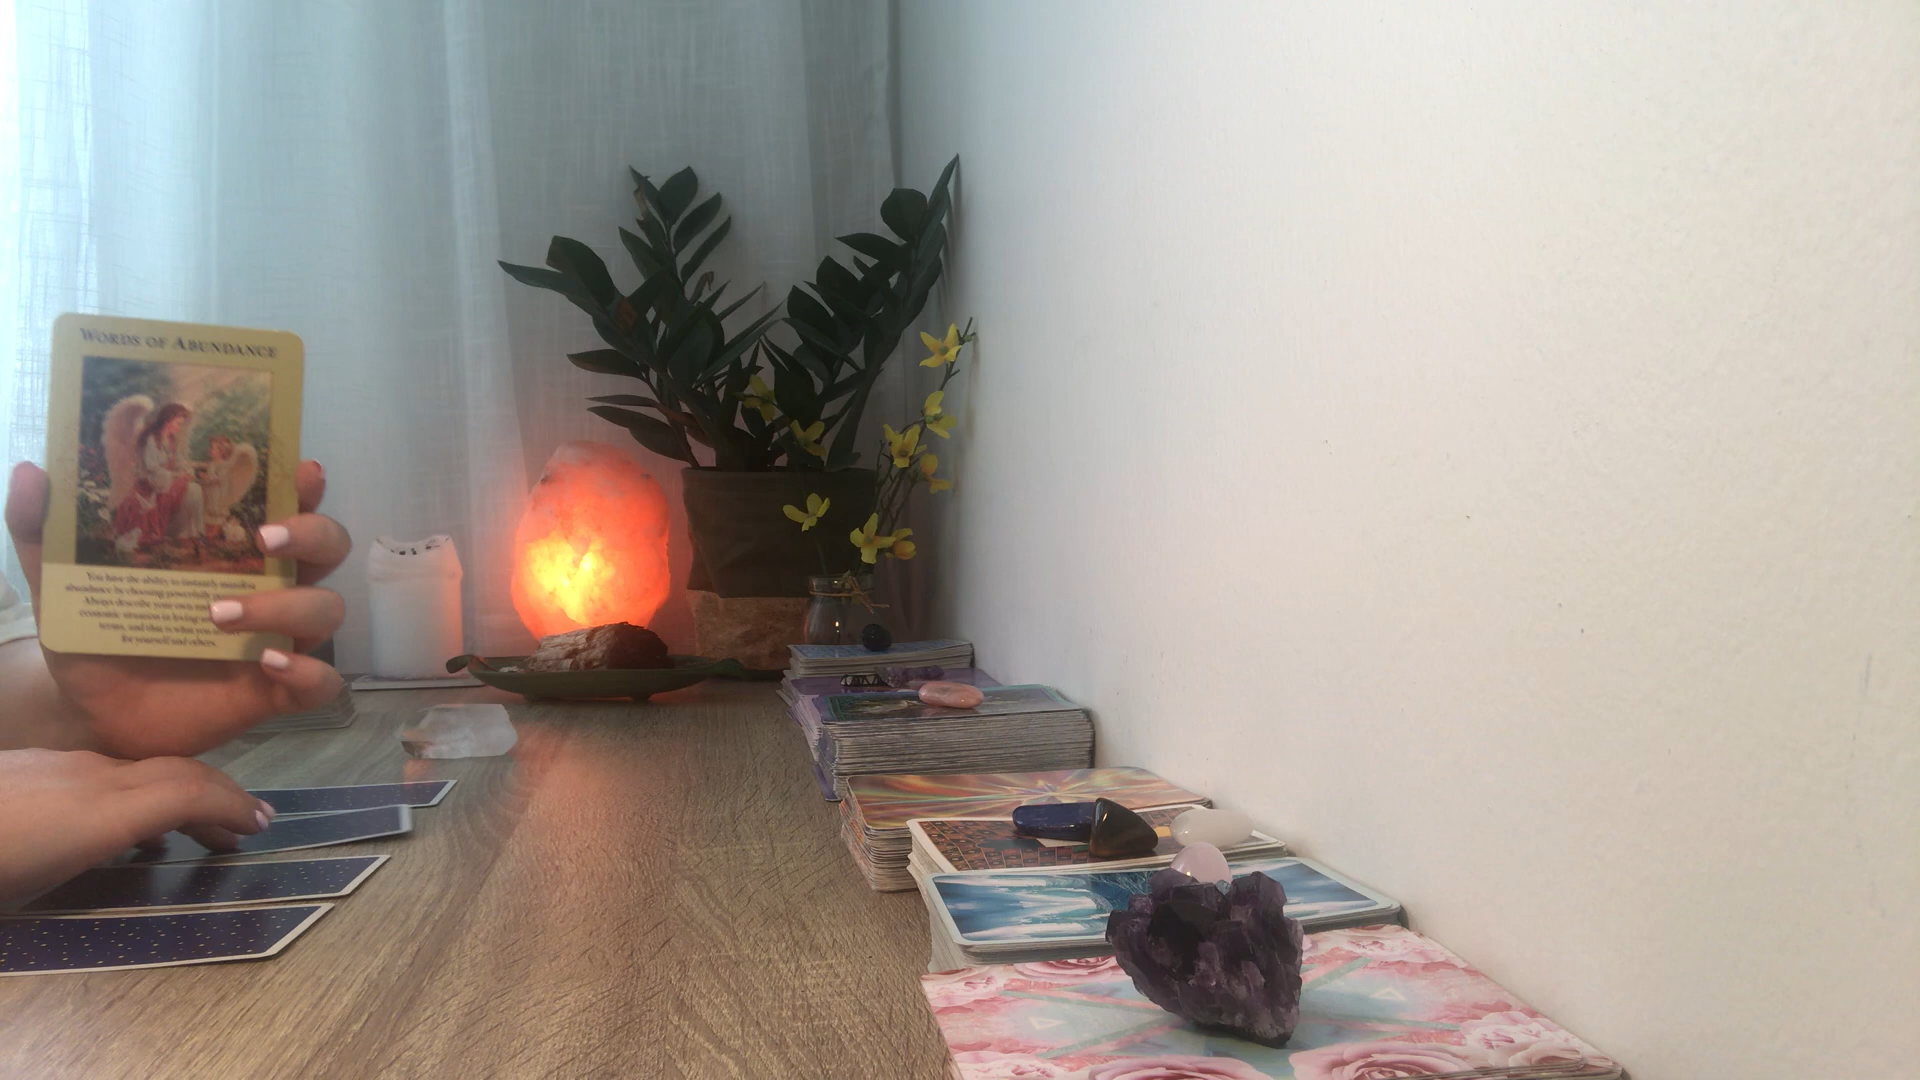 WORDS OF ABUNDANCE
You have the ability to instantly manifest
abundance by choosing powerfully
Always describe your own and
economic situation in loving
terms, and that is what you
for yourself and others.